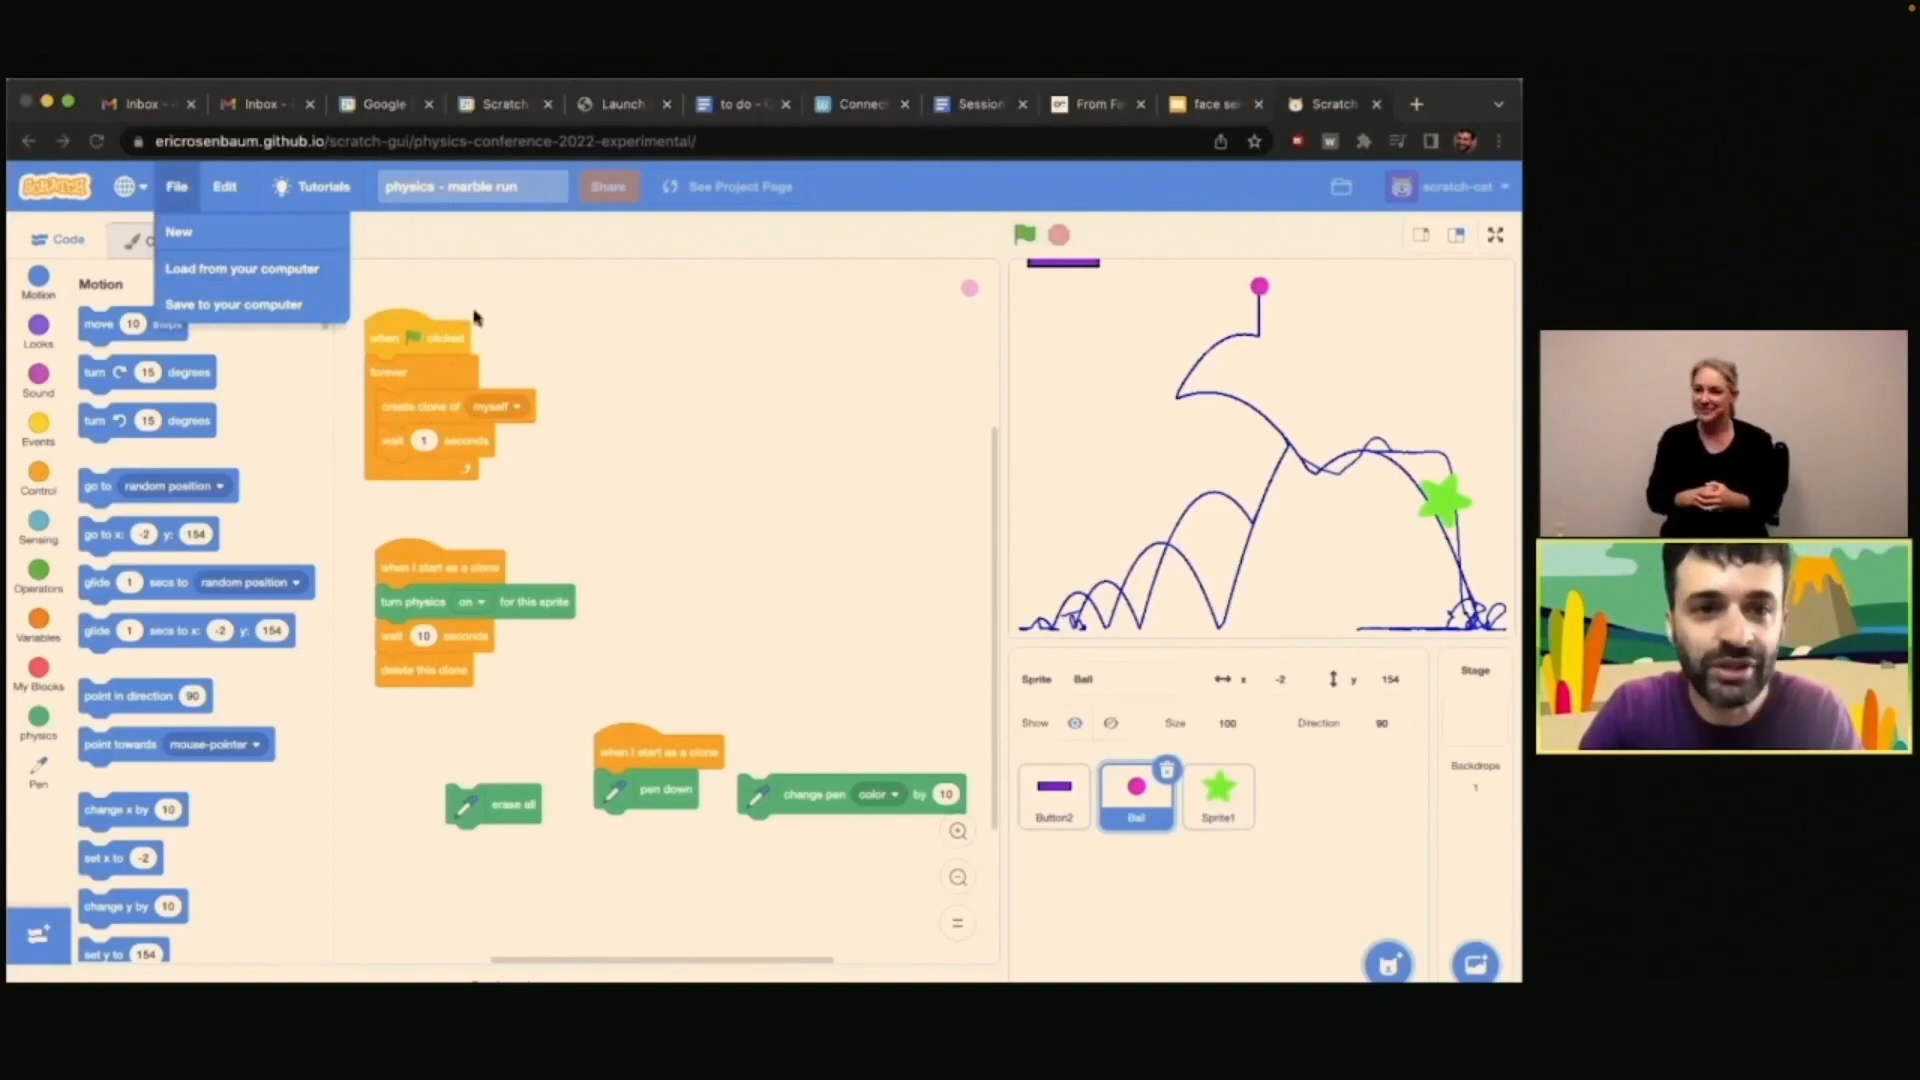 Inbox -
Inbox -
Google
Scratch
Launch
to do -
Connec
Session
From Fa
face se
Scratch
ericrosenbaum.github.io/scratch-gui/physics-conference-2022-experimental/
SCRATCH
File
Edit
Tutorials
physics - marble run
Share
See Project Page
scratch-cat
New
Load from your computer
Save to your computer
Code
C
Motion
Looks
Sound
Events
Control
Sensing
Operators
Variables
My Blocks
physics
Pen
Motion
move 10 steps
turn 15 degrees
turn 15 degrees
go to random position
go to x: -2 y: 154
glide 1 secs to random position
glide 1 secs to x: -2 y: 154
point in direction 90
point towards mouse-pointer
change x by 10
set x to -2
change y by 10
set y to 154
when clicked
forever
create clone of myself
wait 1 seconds
when I start as a clone
turn physics on for this sprite
wait 10 seconds
delete this clone
when I start as a clone
pen down
erase all
change pen color by 10
Sprite Ball x -2 y 154
Show Size 100 Direction 90
Button2
Ball
Sprite1
Stage
Backdrops
1